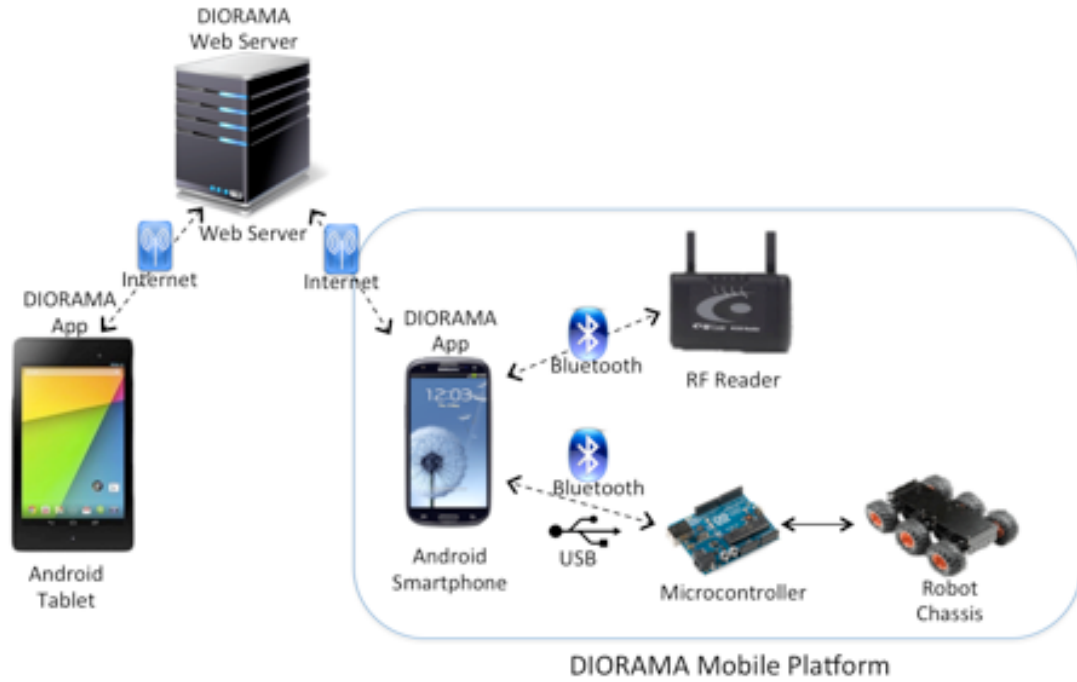 DIORAMA
Web Server
Web Server
Internet
Internet
DIORAMA
App
DIORAMA
App
12:03
Bluetooth
RF Reader
Bluetooth
USB
Android
Tablet
Android
Smartphone
Microcontroller
Robot
Chassis
DIORAMA Mobile Platform